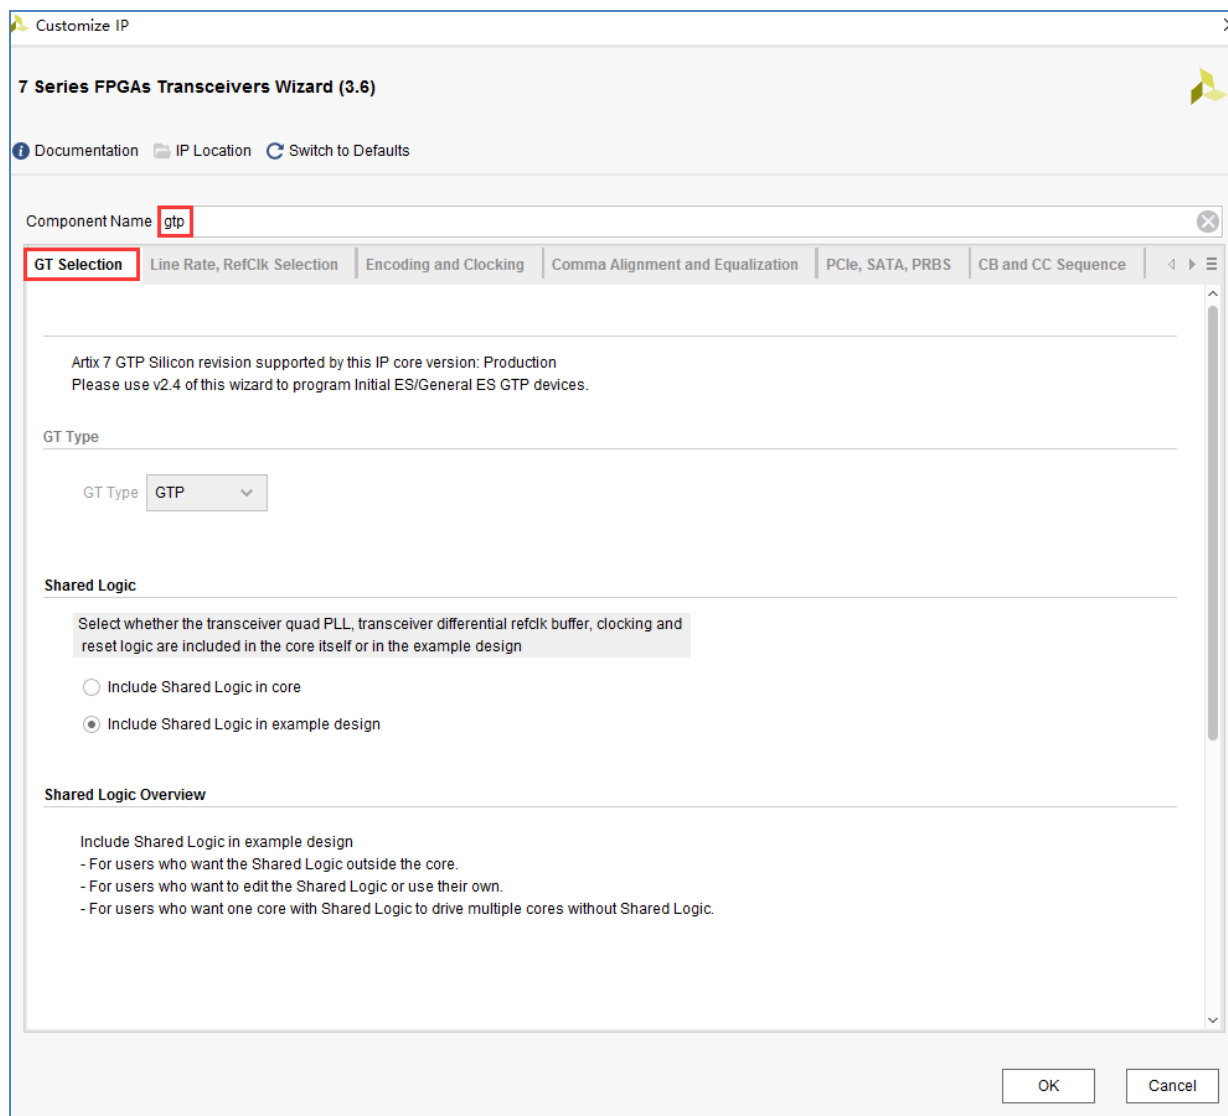 Customize IP
7 Series FPGAs Transceivers Wizard (3.6)
Documentation IP Location Switch to Defaults
Component Name gtp
GT Selection Line Rate, RefClk Selection Encoding and Clocking Comma Alignment and Equalization PCIe, SATA, PRBS CB and CC Sequence
Artix 7 GTP Silicon revision supported by this IP core version: Production
Please use v2.4 of this wizard to program Initial ES/General ES GTP devices.
GT Type
GT Type GTP
Shared Logic
Select whether the transceiver quad PLL, transceiver differential refclk buffer, clocking and
reset logic are included in the core itself or in the example design
Include Shared Logic in core
Include Shared Logic in example design
Shared Logic Overview
Include Shared Logic in example design
- For users who want the Shared Logic outside the core.
- For users who want to edit the Shared Logic or use their own.
- For users who want one core with Shared Logic to drive multiple cores without Shared Logic.
OK Cancel